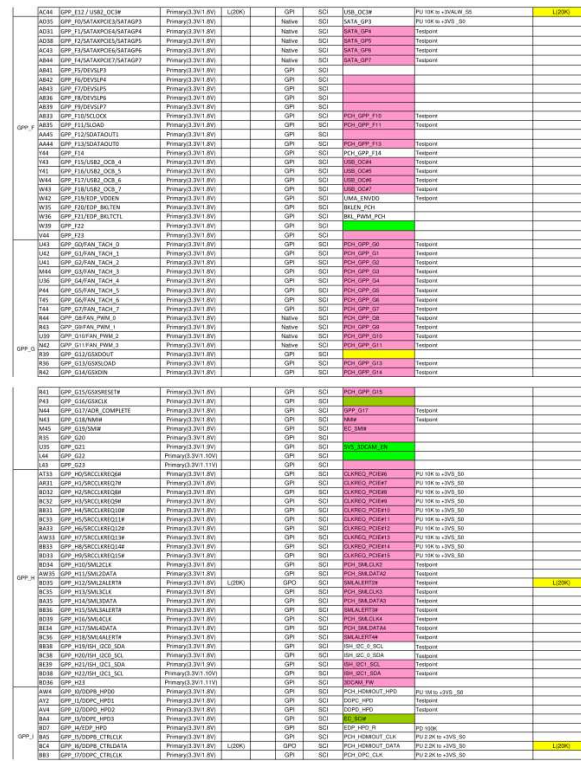 AC44 GPP_E12 / USB2_OC3# Primary(3.3V/1.8V) L(20K) GPI SCI USB_OC3# PU 10K to +3VALW_S5 L(20K)
AD35 GPP_F0/SATAXPCIE3/SATAGP3 Primary(3.3V/1.8V) Native SCI SATA_GP3 PU 10K to +3VS_S0
AD31 GPP_F1/SATAXPCIE4/SATAGP4 Primary(3.3V/1.8V) Native SCI SATA_GP4 Testpoint
AD38 GPP_F2/SATAXPCIE5/SATAGP5 Primary(3.3V/1.8V) Native SCI SATA_GP5 Testpoint
AC43 GPP_F3/SATAXPCIE6/SATAGP6 Primary(3.3V/1.8V) Native SCI SATA_GP6 Testpoint
AB44 GPP_F4/SATAXPCIE7/SATAGP7 Primary(3.3V/1.8V) Native SCI SATA_GP7 Testpoint
AB41 GPP_F5/DEVSLP3 Primary(3.3V/1.8V) GPI SCI
AB42 GPP_F6/DEVSLP4 Primary(3.3V/1.8V) GPI SCI
AB43 GPP_F7/DEVSLP5 Primary(3.3V/1.8V) GPI SCI
AB36 GPP_F8/DEVSLP6 Primary(3.3V/1.8V) GPI SCI
AB39 GPP_F9/DEVSLP7 Primary(3.3V/1.8V) GPI SCI
AB33 GPP_F10/SCLOCK Primary(3.3V/1.8V) GPI SCI PCH_GPP_F10 Testpoint
GPP_F AB35 GPP_F11/SLOAD Primary(3.3V/1.8V) GPI SCI PCH_GPP_F11 Testpoint
AA45 GPP_F12/SDATAOUT1 Primary(3.3V/1.8V) GPI SCI
AA44 GPP_F13/SDATAOUT0 Primary(3.3V/1.8V) GPI SCI PCH_GPP_F13 Testpoint
Y44 GPP_F14 Primary(3.3V/1.8V) GPI SCI PCH_GPP_F14 Testpoint
Y43 GPP_F15/USB2_OCB_4 Primary(3.3V/1.8V) GPI SCI USB_OC#4 Testpoint
Y41 GPP_F16/USB2_OCB_5 Primary(3.3V/1.8V) GPI SCI USB_OC#5 Testpoint
W44 GPP_F17/USB2_OCB_6 Primary(3.3V/1.8V) GPI SCI USB_OC#6 Testpoint
W43 GPP_F18/USB2_OCB_7 Primary(3.3V/1.8V) GPI SCI USB_OC#7 Testpoint
W42 GPP_F19/EDP_VDDEN Primary(3.3V/1.8V) GPI SCI UMA_ENVDD Testpoint
W35 GPP_F20/EDP_BKLTEN Primary(3.3V/1.8V) GPI SCI BKLEN_PCH
W36 GPP_F21/EDP_BKLTCTL Primary(3.3V/1.8V) GPI SCI BKL_PWM_PCH
W39 GPP_F22 Primary(3.3V/1.8V) GPI SCI
V44 GPP_F23 Primary(3.3V/1.8V) GPI SCI
U43 GPP_G0/FAN_TACH_0 Primary(3.3V/1.8V) GPI SCI PCH_GPP_G0 Testpoint
U42 GPP_G1/FAN_TACH_1 Primary(3.3V/1.8V) GPI SCI PCH_GPP_G1 Testpoint
U41 GPP_G2/FAN_TACH_2 Primary(3.3V/1.8V) GPI SCI PCH_GPP_G2 Testpoint
M44 GPP_G3/FAN_TACH_3 Primary(3.3V/1.8V) GPI SCI PCH_GPP_G3 Testpoint
U36 GPP_G4/FAN_TACH_4 Primary(3.3V/1.8V) GPI SCI PCH_GPP_G4 Testpoint
P44 GPP_G5/FAN_TACH_5 Primary(3.3V/1.8V) GPI SCI PCH_GPP_G5 Testpoint
T45 GPP_G6/FAN_TACH_6 Primary(3.3V/1.8V) GPI SCI PCH_GPP_G6 Testpoint
T44 GPP_G7/FAN_TACH_7 Primary(3.3V/1.8V) GPI SCI PCH_GPP_G7 Testpoint
R44 GPP_G8/FAN_PWM_0 Primary(3.3V/1.8V) Native SCI PCH_GPP_G8 Testpoint
R43 GPP_G9/FAN_PWM_1 Primary(3.3V/1.8V) Native SCI PCH_GPP_G9 Testpoint
U39 GPP_G10/FAN_PWM_2 Primary(3.3V/1.8V) Native SCI PCH_GPP_G10 Testpoint
GPP_G N42 GPP_G11/FAN_PWM_3 Primary(3.3V/1.8V) Native SCI PCH_GPP_G11 Testpoint
R39 GPP_G12/GSXDOUT Primary(3.3V/1.8V) GPI SCI
R36 GPP_G13/GSXSLOAD Primary(3.3V/1.8V) GPI SCI PCH_GPP_G13 Testpoint
R42 GPP_G14/GSXDIN Primary(3.3V/1.8V) GPI SCI PCH_GPP_G14 Testpoint
R41 GPP_G15/GSXSRESET# Primary(3.3V/1.8V) GPI SCI PCH_GPP_G15
P43 GPP_G16/GSXCLK Primary(3.3V/1.8V) GPI SCI
N44 GPP_G17/ADR_COMPLETE Primary(3.3V/1.8V) GPI SCI GPP_G17 Testpoint
N43 GPP_G18/NMI# Primary(3.3V/1.8V) GPI SCI NMI# Testpoint
M45 GPP_G19/SMI# Primary(3.3V/1.8V) GPI SCI EC_SMI#
R35 GPP_G20 Primary(3.3V/1.8V) GPI SCI
U35 GPP_G21 Primary(3.3V/1.9V) GPI SCI 5V5_3DCAM_EN
L44 GPP_G22 Primary(3.3V/1.10V) GPI SCI
L43 GPP_G23 Primary(3.3V/1.11V) GPI SCI
AT33 GPP_H0/SRCCLKREQ6# Primary(3.3V/1.8V) GPI SCI CLKREQ_PCIE#6 PU 10K to +3VS_S0
AR31 GPP_H1/SRCCLKREQ7# Primary(3.3V/1.8V) GPI SCI CLKREQ_PCIE#7 PU 10K to +3VS_S0
BD32 GPP_H2/SRCCLKREQ8# Primary(3.3V/1.8V) GPI SCI CLKREQ_PCIE#8 PU 10K to +3VS_S0
BC32 GPP_H3/SRCCLKREQ9# Primary(3.3V/1.8V) GPI SCI CLKREQ_PCIE#9 PU 10K to +3VS_S0
BB31 GPP_H4/SRCCLKREQ10# Primary(3.3V/1.8V) GPI SCI CLKREQ_PCIE#10 PU 10K to +3VS_S0
BC33 GPP_H5/SRCCLKREQ11# Primary(3.3V/1.8V) GPI SCI CLKREQ_PCIE#11 PU 10K to +3VS_S0
BA33 GPP_H6/SRCCLKREQ12# Primary(3.3V/1.8V) GPI SCI CLKREQ_PCIE#12 PU 10K to +3VS_S0
AW33 GPP_H7/SRCCLKREQ13# Primary(3.3V/1.8V) GPI SCI CLKREQ_PCIE#13 PU 10K to +3VS_S0
BB33 GPP_H8/SRCCLKREQ14# Primary(3.3V/1.8V) GPI SCI CLKREQ_PCIE#14 PU 10K to +3VS_S0
BD33 GPP_H9/SRCCLKREQ15# Primary(3.3V/1.8V) GPI SCI CLKREQ_PCIE#15 PU 10K to +3VS_S0
BD34 GPP_H10/SML2CLK Primary(3.3V/1.8V) GPI SCI PCH_SMLCLK2 Testpoint
GPP_H AW35 GPP_H11/SML2DATA Primary(3.3V/1.8V) GPI SCI PCH_SMLDATA2 Testpoint
BD35 GPP_H12/SML2ALERT# Primary(3.3V/1.8V) L(20K) GPO SCI SMLALERT2# Testpoint L(20K)
BC35 GPP_H13/SML3CLK Primary(3.3V/1.8V) GPI SCI PCH_SMLCLK3 Testpoint
BA35 GPP_H14/SML3DATA Primary(3.3V/1.8V) GPI SCI PCH_SMLDATA3 Testpoint
BB36 GPP_H15/SML3ALERT# Primary(3.3V/1.8V) GPI SCI SMLALERT3# Testpoint
BD39 GPP_H16/SML4CLK Primary(3.3V/1.8V) GPI SCI PCH_SMLCLK4 Testpoint
BE34 GPP_H17/SML4DATA Primary(3.3V/1.8V) GPI SCI PCH_SMLDATA4 Testpoint
BC36 GPP_H18/SML4ALERT# Primary(3.3V/1.8V) GPI SCI SMLALERT4# Testpoint
BB38 GPP_H19/ISH_I2C0_SDA Primary(3.3V/1.8V) GPI SCI ISH_I2C_0_SCL Testpoint
BC38 GPP_H20/ISH_I2C0_SCL Primary(3.3V/1.8V) GPI SCI ISH_I2C_0_SDA Testpoint
BE39 GPP_H21/ISH_I2C1_SDA Primary(3.3V/1.9V) GPI SCI ISH_I2C1_SCL Testpoint
BD38 GPP_H22/ISH_I2C1_SCL Primary(3.3V/1.10V) GPI SCI ISH_I2C1_SDA Testpoint
BD36 GPP_H23 Primary(3.3V/1.11V) GPI SCI 3DCAM_FW
AW4 GPP_I0/DDPB_HPD0 Primary(3.3V/1.8V) GPI SCI PCH_HDMIOUT_HPD PU 1M to +3VS_S0
AY2 GPP_I1/DDPC_HPD1 Primary(3.3V/1.8V) GPI SCI DDPC_HPD Testpoint
AV4 GPP_I2/DDPD_HPD2 Primary(3.3V/1.8V) GPI SCI DDPD_HPD Testpoint
BA4 GPP_I3/DDPE_HPD3 Primary(3.3V/1.8V) GPI SCI EC_SCI#
BD7 GPP_I4/EDP_HPD Primary(3.3V/1.8V) GPI SCI EDP_HPD_R PD 100K
GPP_I BA5 GPP_I5/DDPB_CTRLCLK Primary(3.3V/1.8V) GPI SCI PCH_HDMIOUT_CLK PU 2.2K to +3VS_S0
BC4 GPP_I6/DDPB_CTRLDATA Primary(3.3V/1.8V) L(20K) GPO SCI PCH_HDMIOUT_DATA PU 2.2K to +3VS_S0 L(20K)
BB3 GPP_I7/DDPC_CTRLCLK Primary(3.3V/1.8V) GPI SCI PCH_DPC_CLK PU 2.2K to +3VS_S0